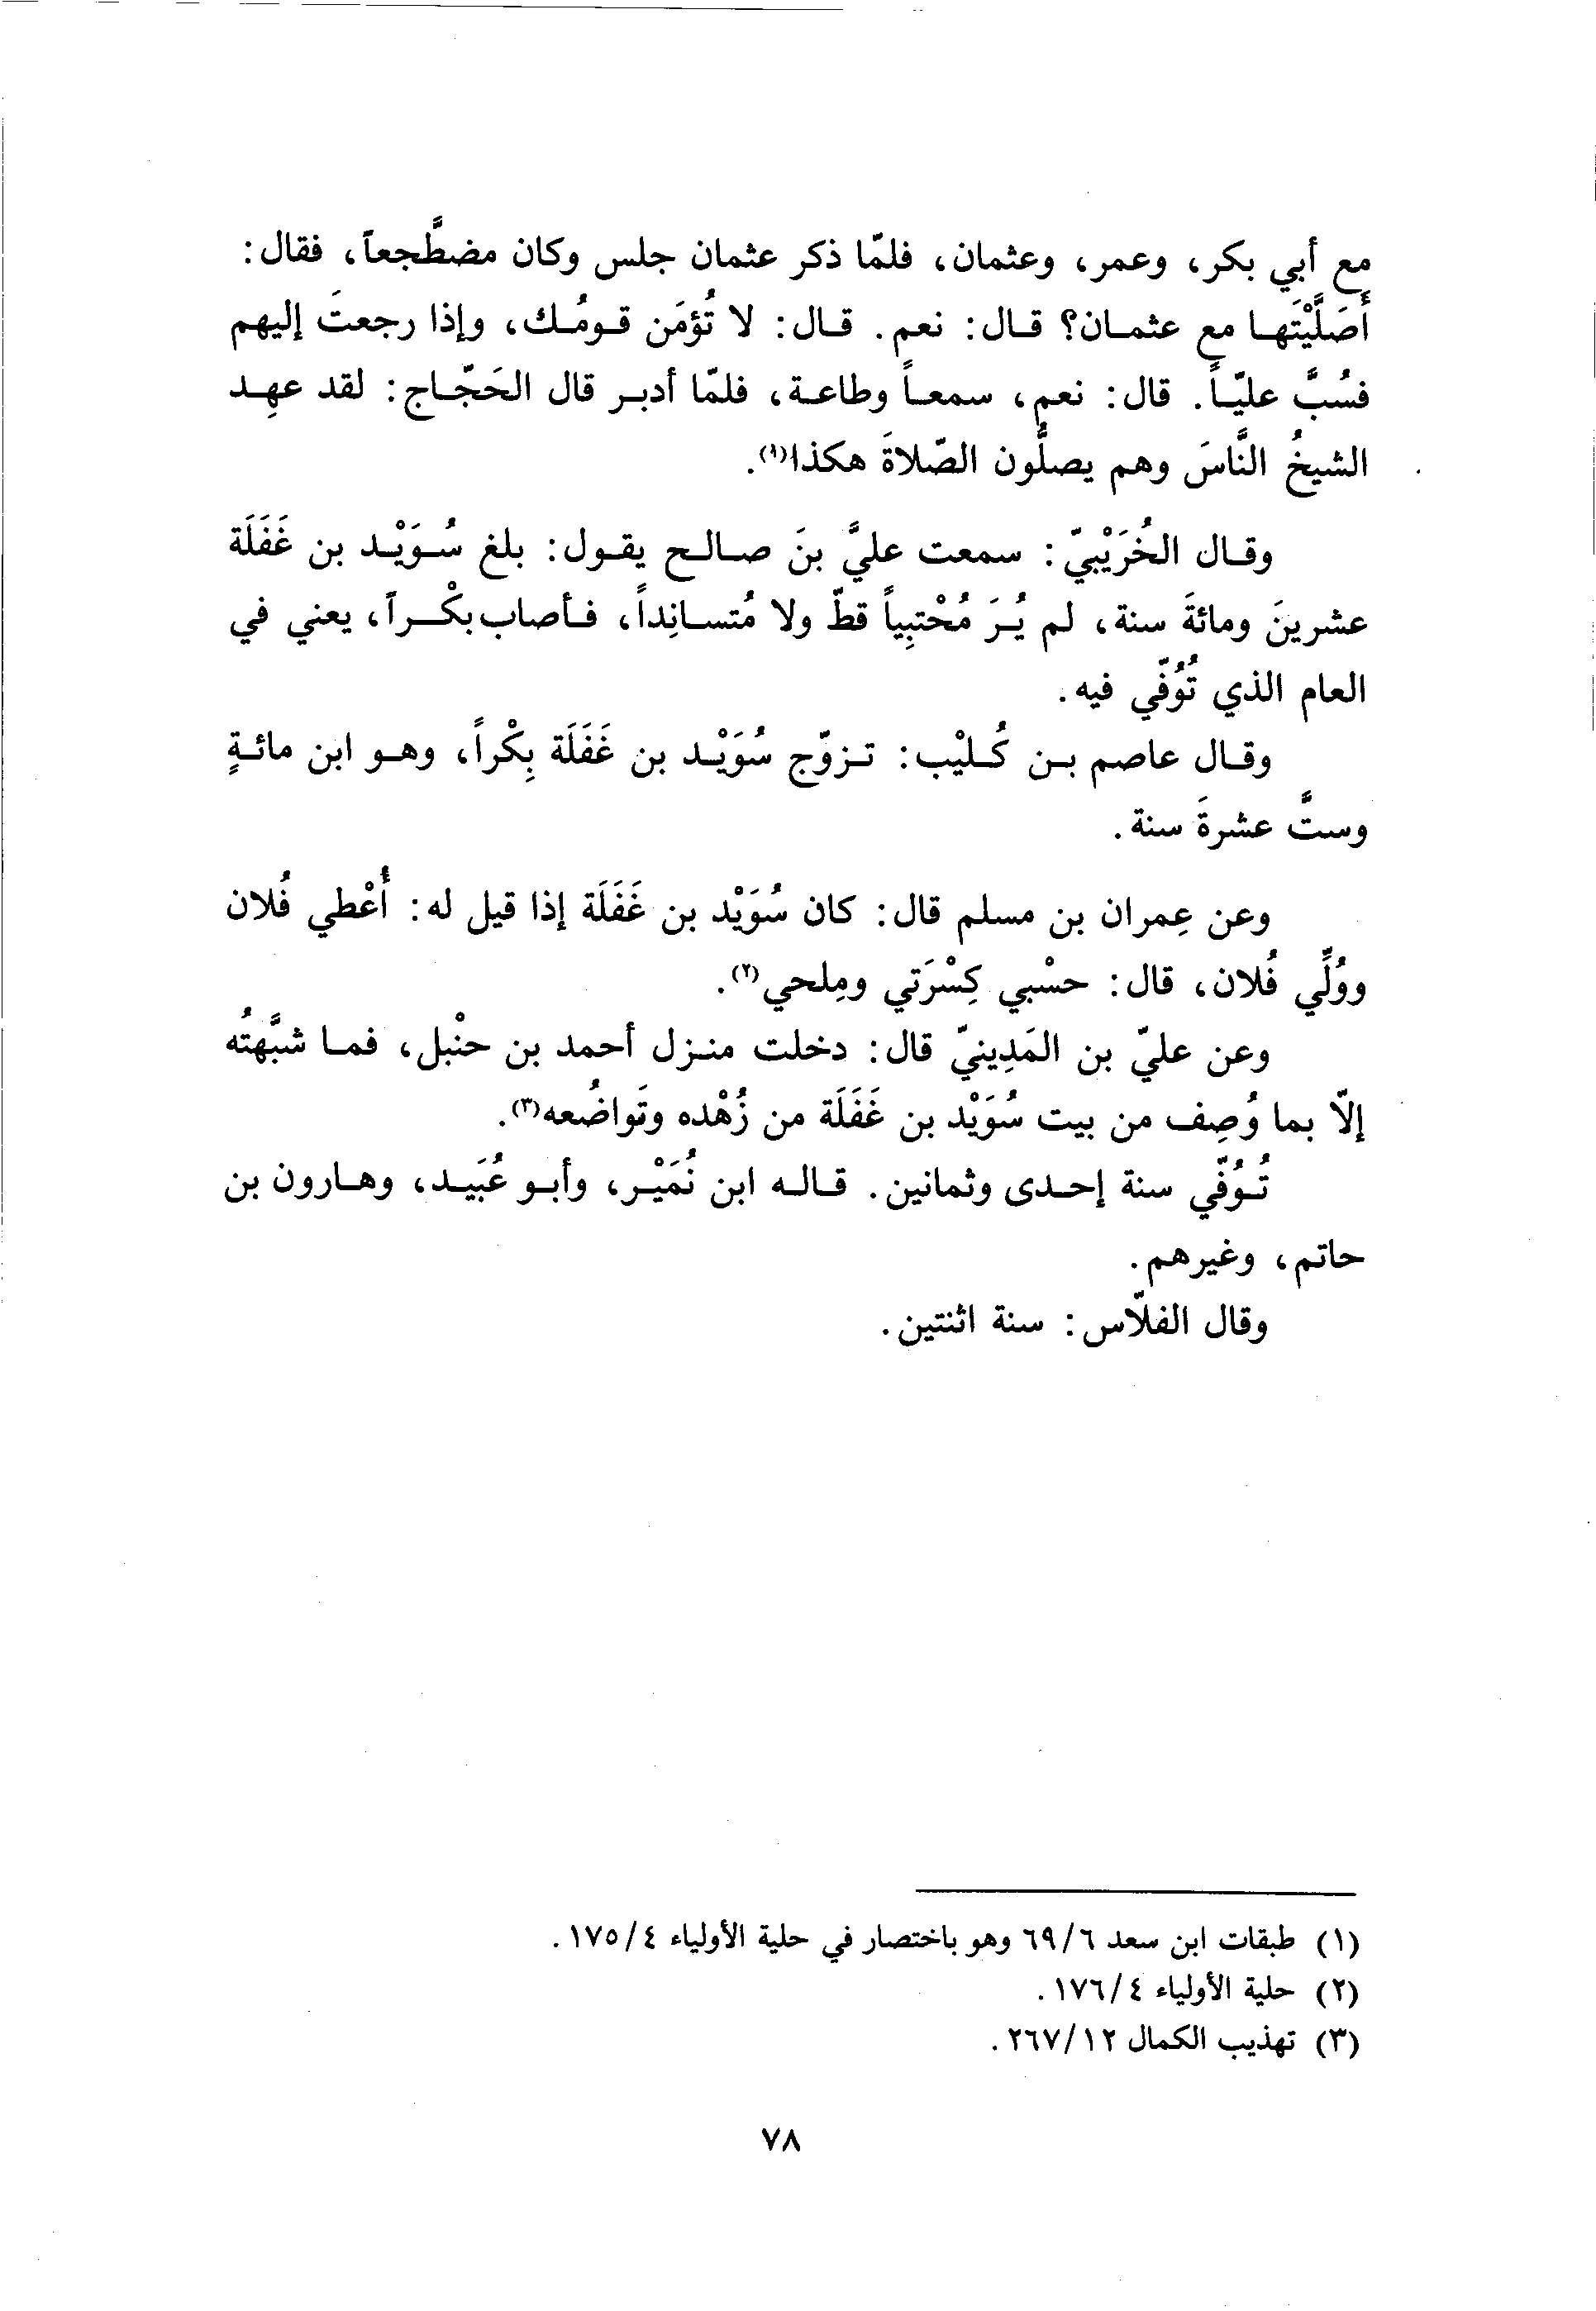 مع أبي بكر، وعمر، وعثمان، فلمّا ذكر عثمان جلس وكان مضطَّجعاً، فقال:
أَصَلَّيْتَها مع عثمان؟ قال: نعم. قال: لا تُؤمَن قومُك، وإذا رجعتَ إليهم
فسُبَّ عليّاً. قال: نعم، سمعاً وطاعة، فلمّا أدبر قال الحَجّاج: لقد عهِد
الشيخُ النَّاسَ وهم يصلُّون الصّلاةَ هكذا(١).
وقال الخُرَيْبيّ: سمعت عليَّ بنَ صالح يقول: بلغ سُوَيْد بن غَفَلَة
عشرينَ ومائةَ سنة، لم يُرَ مُحْتبِياً قطّ ولا مُتسانِداً، فأصاب بكْراً، يعني في
العام الذي تُوُفّي فيه.
وقال عاصم بن كُلَيْب: تزوّج سُوَيْد بن غَفَلَة بِكْراً، وهو ابن مائةٍ
وستَّ عشرةَ سنة.
وعن عِمران بن مسلم قال: كان سُوَيْد بن غَفَلَة إذا قيل له: أُعْطي فُلان
ووُلِّي فُلان، قال: حسْبي كِسْرَتي ومِلحي(٢).
وعن عليّ بن المَدِينيّ قال: دخلت منزل أحمد بن حنْبل، فما شبَّهتُه
إلّا بما وُصِف من بيت سُوَيْد بن غَفَلَة من زُهْده وتَواضُعه(٣).
تُوُفّي سنة إحدى وثمانين. قاله ابن نُمَيْر، وأبو عُبَيد، وهارون بن
حاتم، وغيرهم.
وقال الفلّاس: سنة اثنتين.
(١) طبقات ابن سعد ٦٩/٦ وهو باختصار في حلية الأولياء ١٧٥/٤.
(٢) حلية الأولياء ١٧٦/٤.
(٣) تهذيب الكمال ٢٦٧/١٢.
٧٨